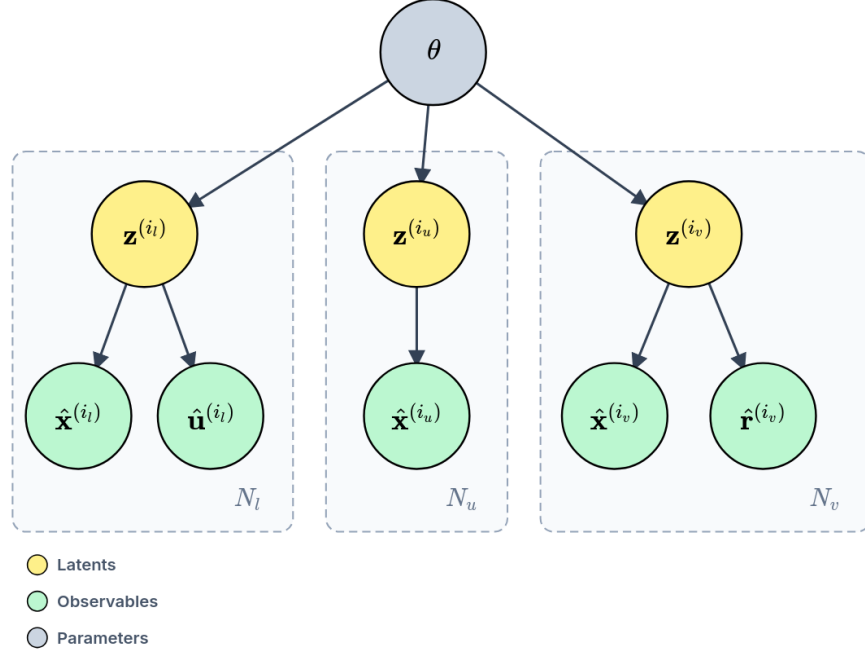 θ
z^(i_l) z^(i_u) z^(i_v)
x̂^(i_l) û^(i_l) x̂^(i_u) x̂^(i_v) r̂^(i_v)
N_l N_u N_v
Latents
Observables
Parameters